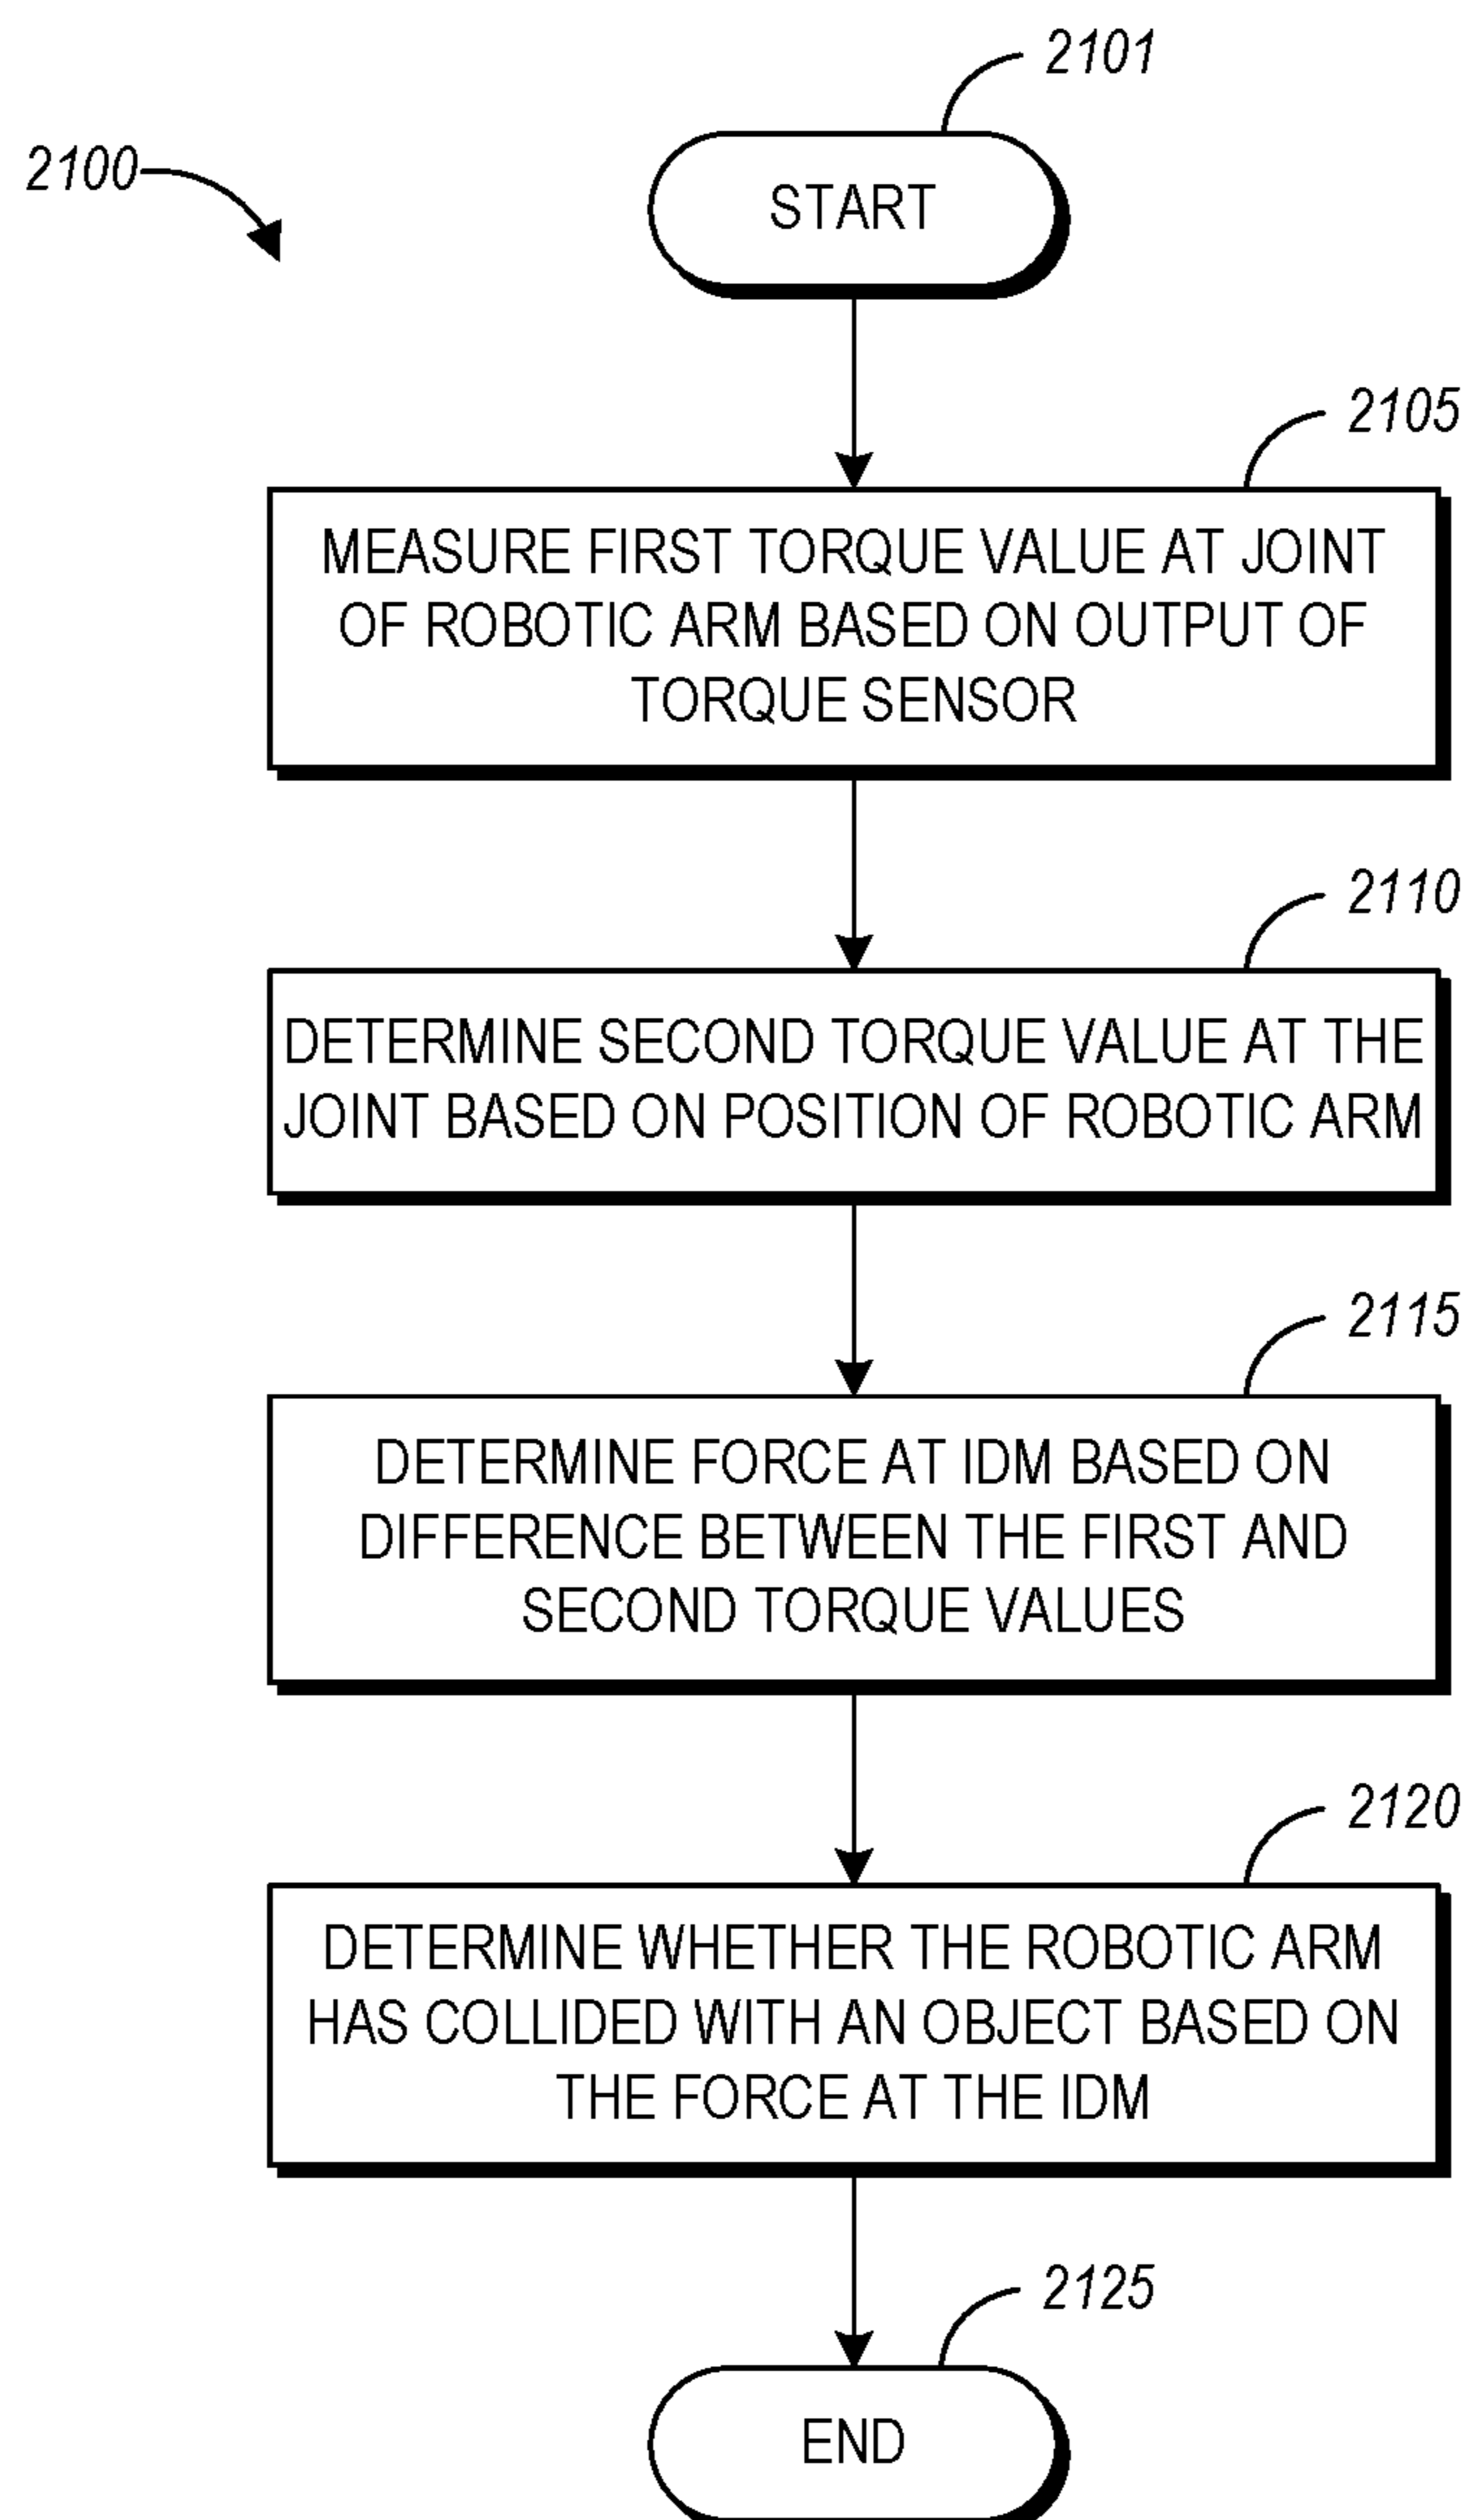 2101
2100
START
2105
MEASURE FIRST TORQUE VALUE AT JOINT
OF ROBOTIC ARM BASED ON OUTPUT OF
TORQUE SENSOR
2110
DETERMINE SECOND TORQUE VALUE AT THE
JOINT BASED ON POSITION OF ROBOTIC ARM
2115
DETERMINE FORCE AT IDM BASED ON
DIFFERENCE BETWEEN THE FIRST AND
SECOND TORQUE VALUES
2120
DETERMINE WHETHER THE ROBOTIC ARM
HAS COLLIDED WITH AN OBJECT BASED ON
THE FORCE AT THE IDM
2125
END